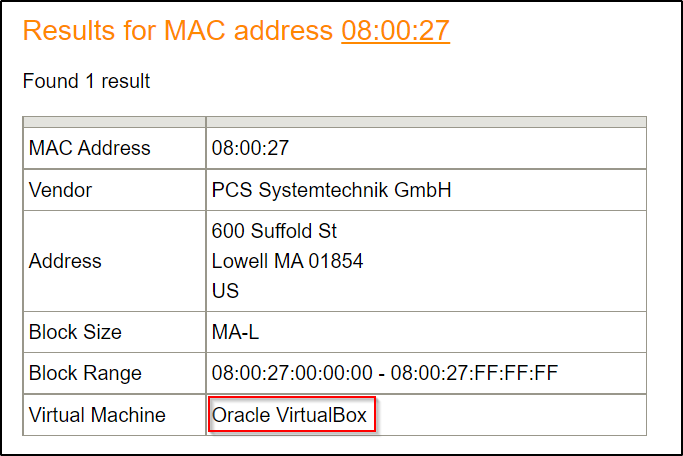 Results for MAC address 08:00:27
Found 1 result
MAC Address 08:00:27
Vendor PCS Systemtechnik GmbH
Address 600 Suffold St
Lowell MA 01854
US
Block Size MA-L
Block Range 08:00:27:00:00:00 - 08:00:27:FF:FF:FF
Virtual Machine Oracle VirtualBox